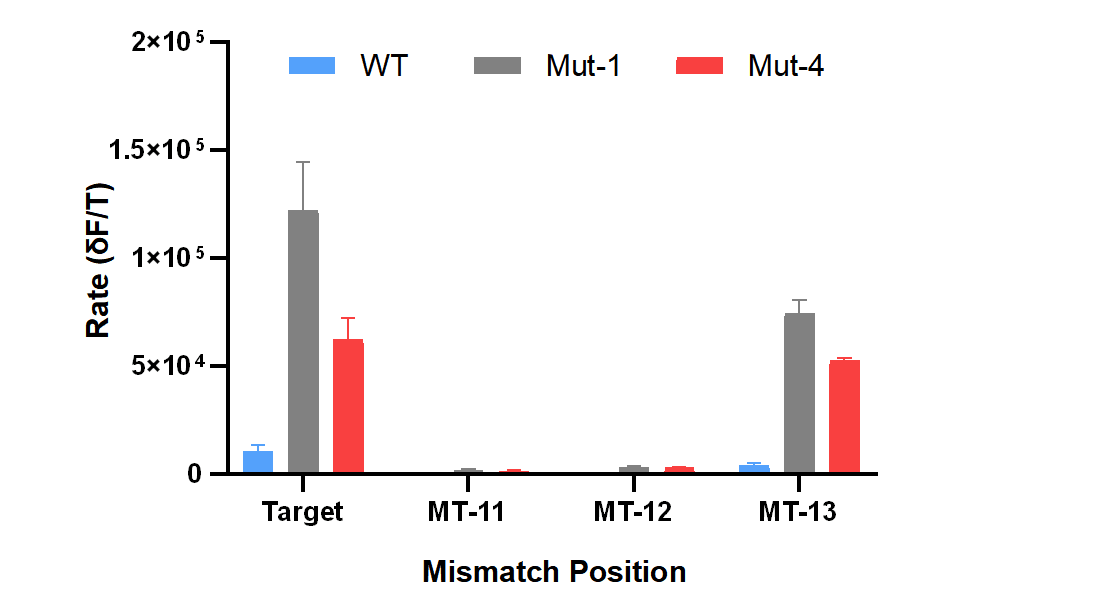 2×10⁵
WT Mut-1 Mut-4
1.5×10⁵
Rate (δF/T)
1×10⁵
5×10⁴
0
Target MT-11 MT-12 MT-13
Mismatch Position